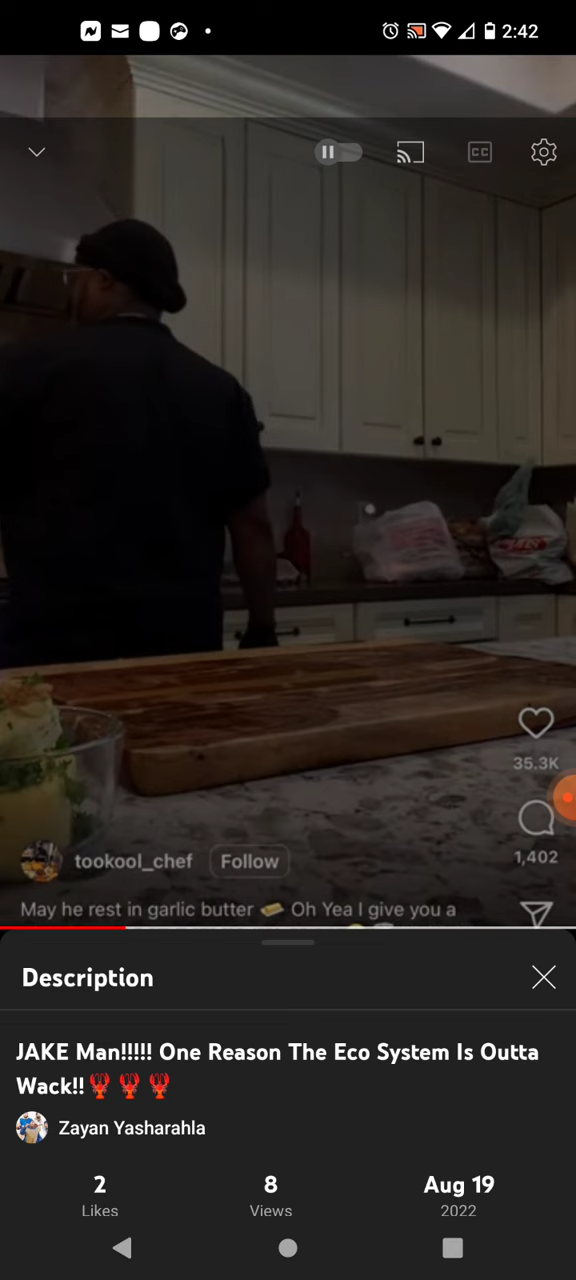 2:42
CC
35.3K
1,402
tookool_chef Follow
May he rest in garlic butter 🧈 Oh Yea I give you a
Description
JAKE Man!!!!! One Reason The Eco System Is Outta
Wack!!🦞🦞🦞
Zayan Yasharahla
2 8 Aug 19
Likes Views 2022